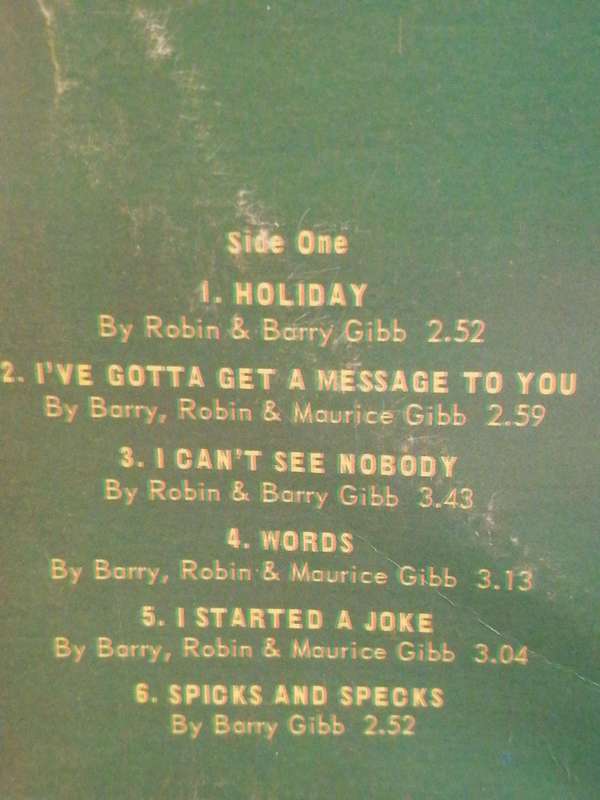 Side One
1. HOLIDAY
By Robin & Barry Gibb 2.52
2. I'VE GOTTA GET A MESSAGE TO YOU
By Barry, Robin & Maurice Gibb 2.59
3. I CAN'T SEE NOBODY
By Robin & Barry Gibb 3.43
4. WORDS
By Barry, Robin & Maurice Gibb 3.13
5. I STARTED A JOKE
By Barry, Robin & Maurice Gibb 3.04
6. SPICKS AND SPECKS
By Barry Gibb 2.52